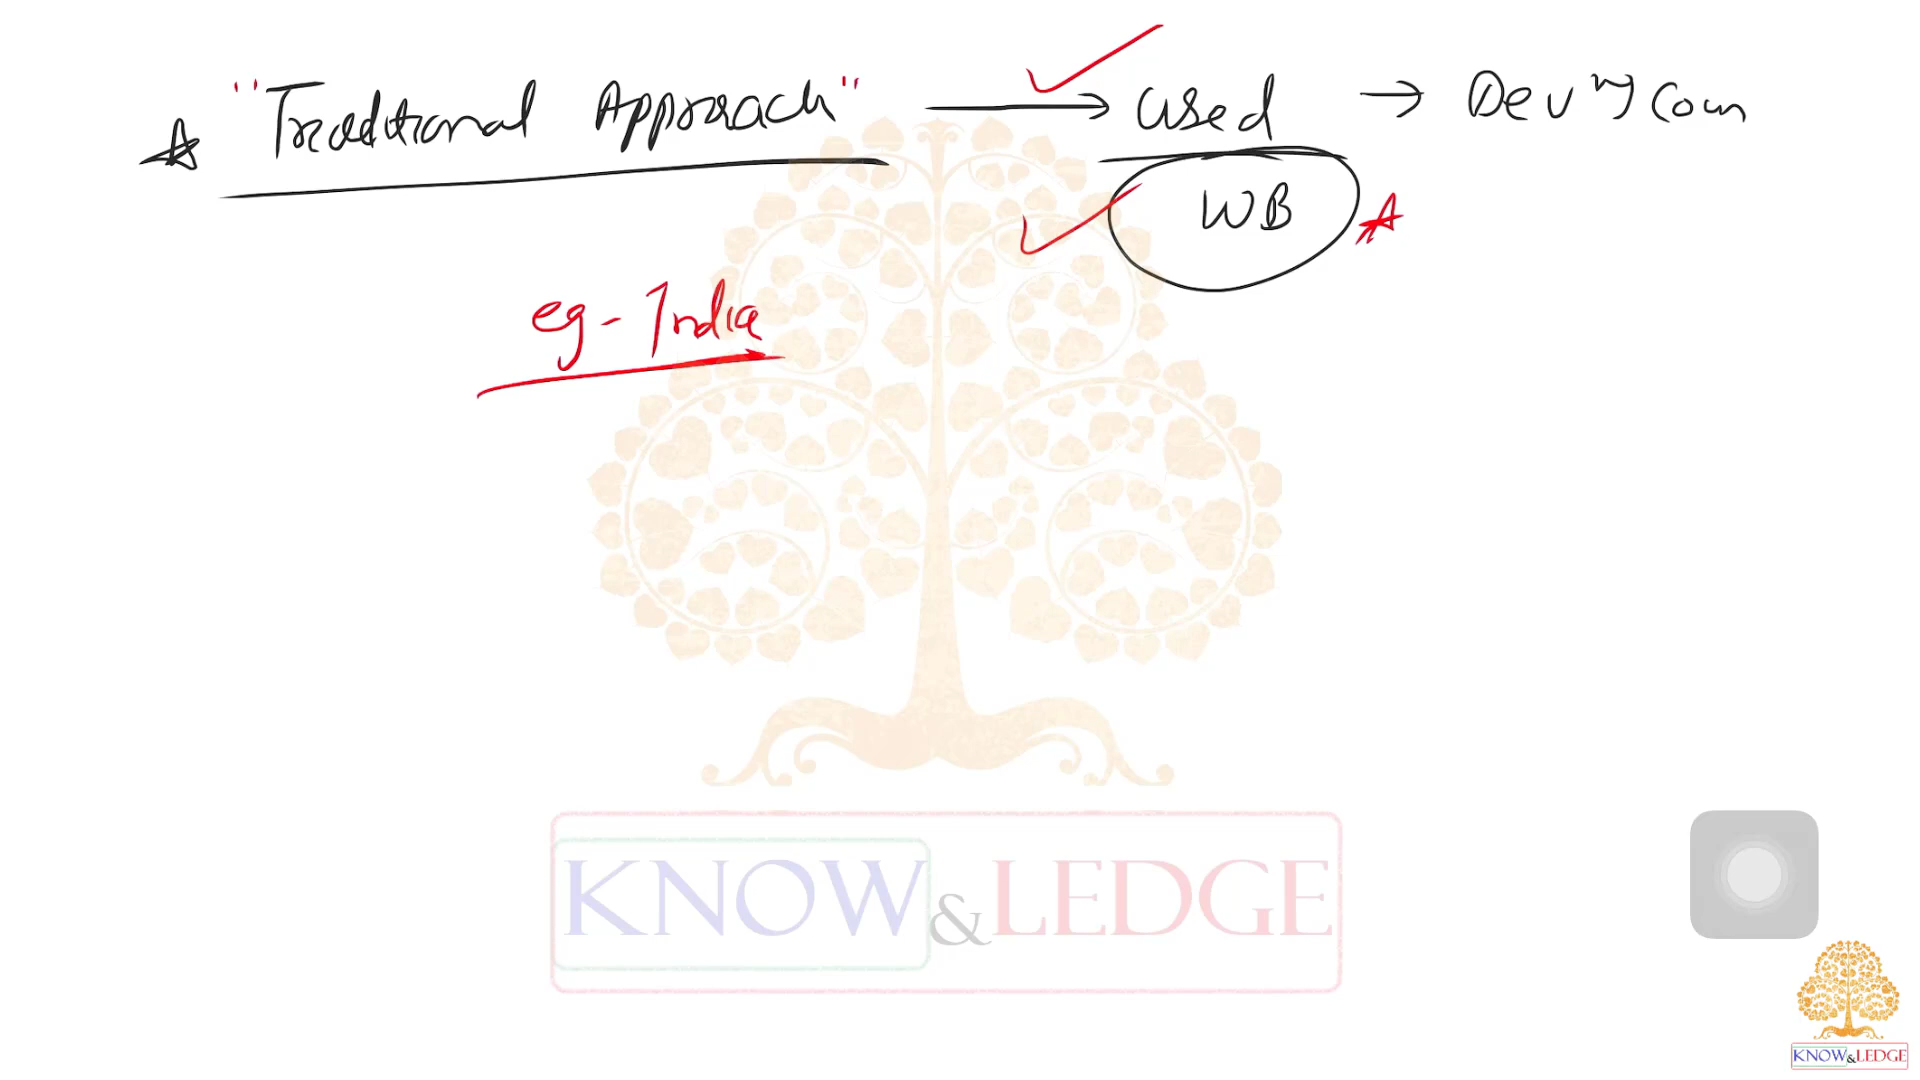 "Traditional Approach" → used → Dev^ng Coun
WB
eg - India
KNOW&LEDGE
KNOW&LEDGE